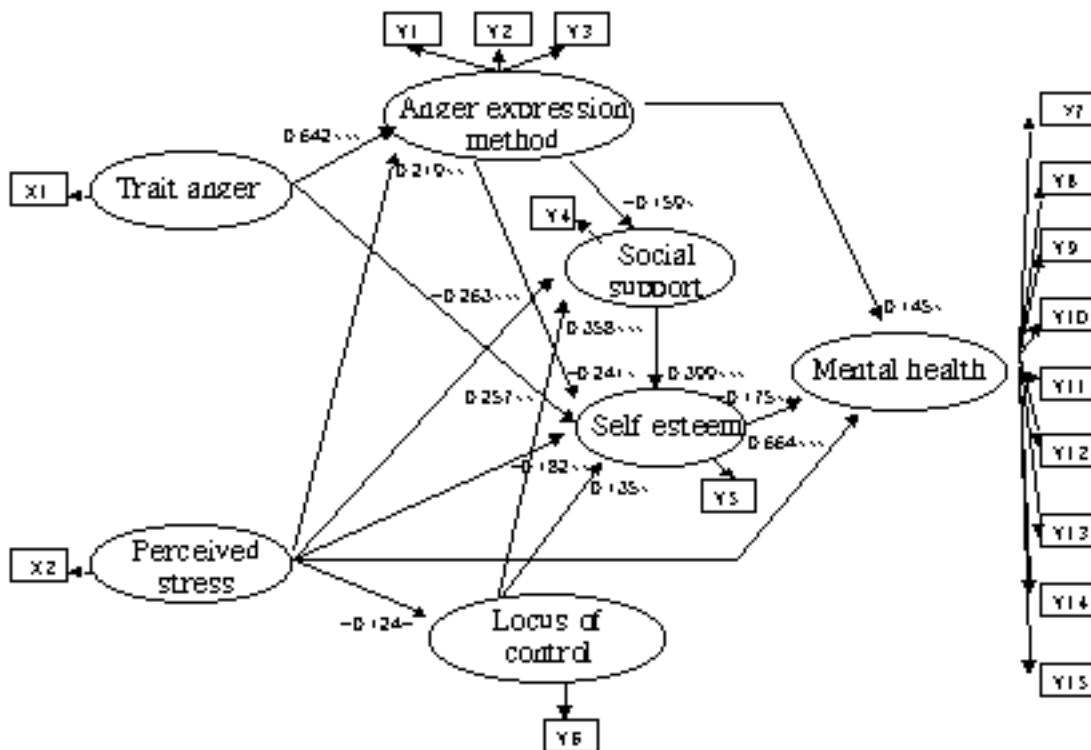 Y1
Y2
Y3
Anger expression
method
0.642***
0.219**
X1
Trait anger
-0.159*
Y4
Social
support
-0.263***
0.358***
0.145*
Mental health
-0.241*
0.399***
-0.175*
0.257***
Self esteem
0.664***
-0.182**
0.135*
Y5
X2
Perceived
stress
-0.124*
Locus of
control
Y6
Y7
Y8
Y9
Y10
Y11
Y12
Y13
Y14
Y15